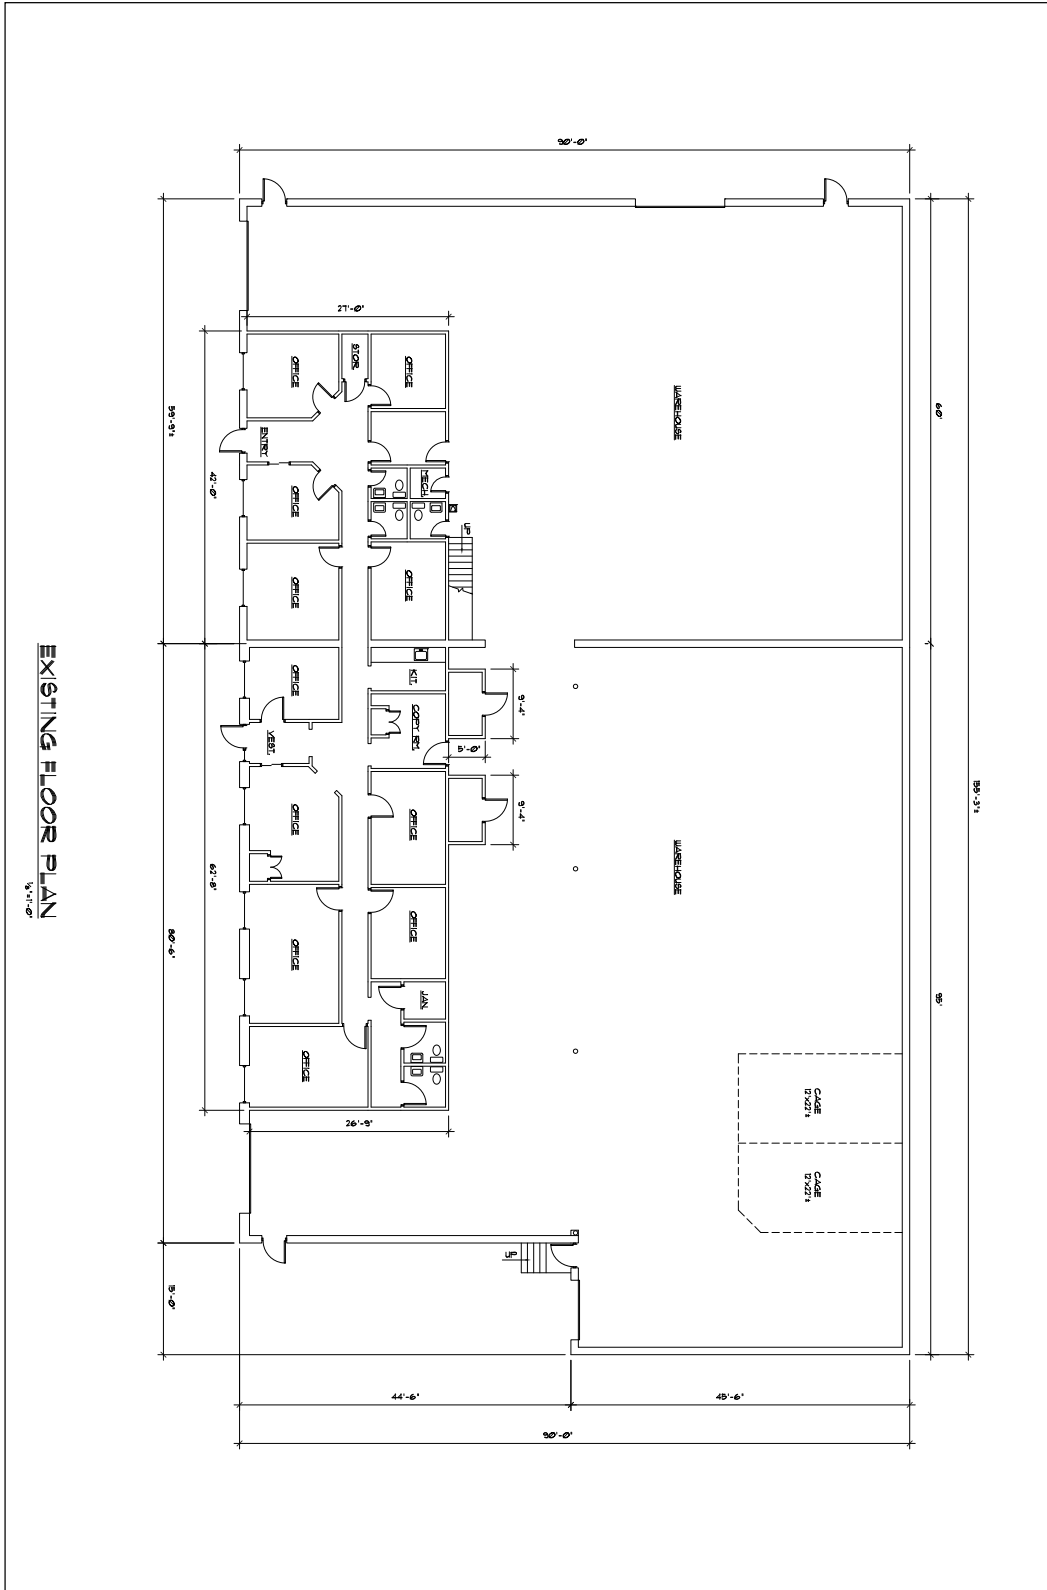 90'-0"
27'-0"
OFFICE
STOR.
OFFICE
WAREHOUSE
60'
59'-9"±
ENTRY
42'-0"
MECH.
OFFICE
UP
OFFICE
OFFICE
OFFICE
KIT.
9'-4"
COPY RM.
VEST.
5'-0"
155'-3"±
9'-4"
OFFICE
OFFICE
WAREHOUSE
62'-8"
OFFICE
OFFICE
80'-6"
95'
JAN.
OFFICE
CAGE
12'x22'±
26'-9"
CAGE
12'x22'±
UP
15'-0"
44'-6"
45'-6"
90'-0"
EXISTING FLOOR PLAN